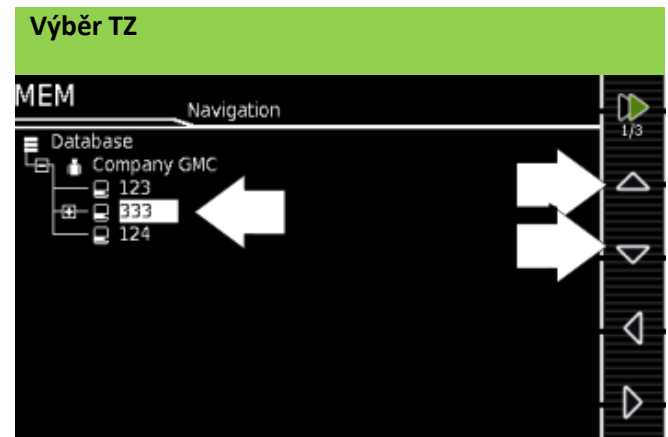 Výběr TZ
MEM
Navigation
1/3
Database
Company GMC
123
333
124